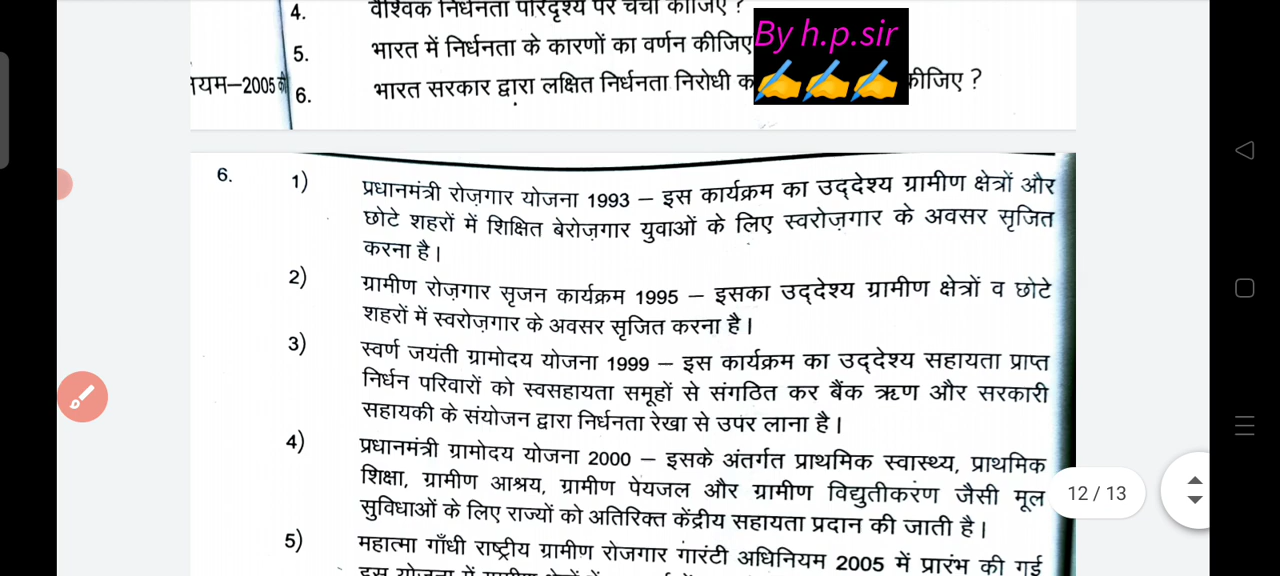 4. वैश्विक निर्धनता परिदृश्य पर चर्चा कीजिए ?
5. भारत में निर्धनता के कारणों का वर्णन कीजिए
By h.p.sir
यम–2005 की
6. भारत सरकार द्वारा लक्षित निर्धनता निरोधी क कीजिए ?
6. 1) प्रधानमंत्री रोज़गार योजना 1993 – इस कार्यक्रम का उद्देश्य ग्रामीण क्षेत्रों और
छोटे शहरों में शिक्षित बेरोज़गार युवाओं के लिए स्वरोज़गार के अवसर सृजित
करना है।
2) ग्रामीण रोज़गार सृजन कार्यक्रम 1995 – इसका उद्देश्य ग्रामीण क्षेत्रों व छोटे
शहरों में स्वरोज़गार के अवसर सृजित करना है।
3) स्वर्ण जयंती ग्रामोदय योजना 1999 – इस कार्यक्रम का उद्देश्य सहायता प्राप्त
निर्धन परिवारों को स्वसहायता समूहों से संगठित कर बैंक ऋण और सरकारी
सहायकी के संयोजन द्वारा निर्धनता रेखा से उपर लाना है।
4) प्रधानमंत्री ग्रामोदय योजना 2000 – इसके अंतर्गत प्राथमिक स्वास्थ्य, प्राथमिक
शिक्षा, ग्रामीण आश्रय, ग्रामीण पेयजल और ग्रामीण विद्युतीकरण जैसी मूल
सुविधाओं के लिए राज्यों को अतिरिक्त केंद्रीय सहायता प्रदान की जाती है।
12 / 13
5) महात्मा गाँधी राष्ट्रीय ग्रामीण रोजगार गारंटी अधिनियम 2005 में प्रारंभ की गई
इस योजना में ग्रामीण क्षेत्रों